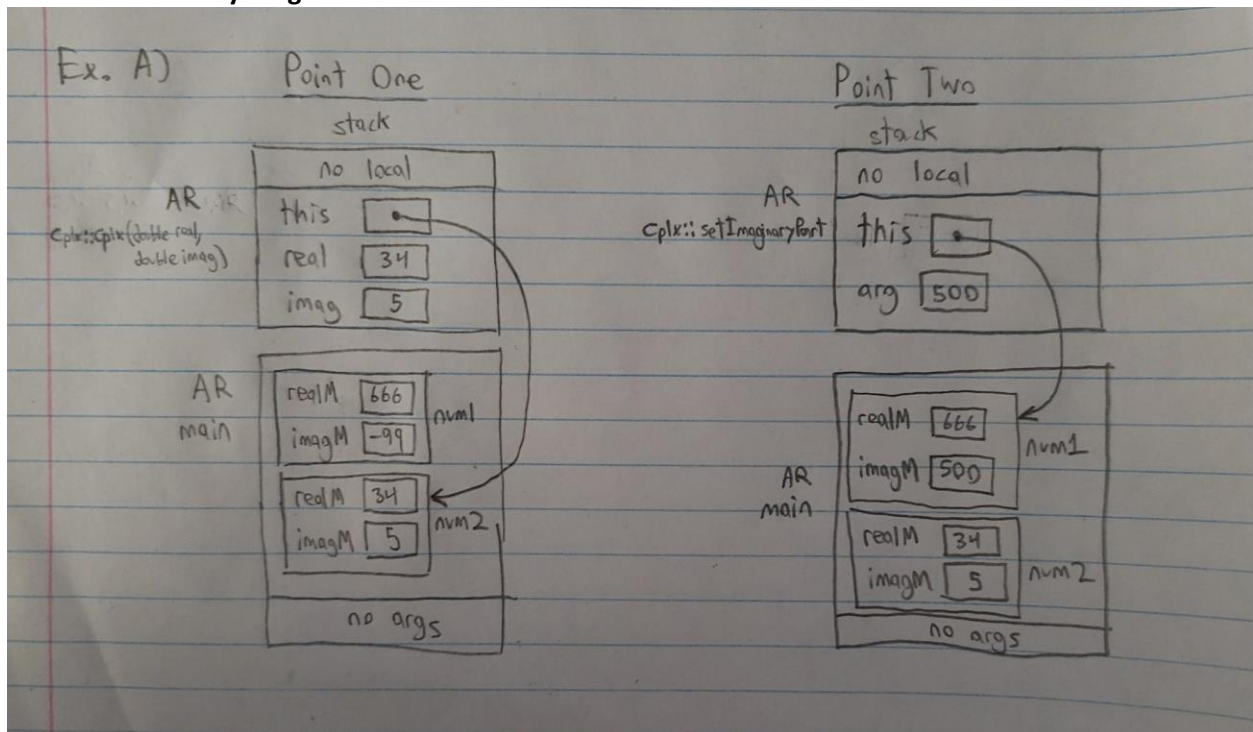 Ex. A)
Point One
stack
no local
AR
Cplx::Cplx(double real,
double imag)
this
real 34
imag 5
AR
main
realM 666
imagM -99
num1
realM 34
imagM 5
num2
no args
Point Two
stack
no local
AR
Cplx::setImaginaryPart
this
arg 500
AR
main
realM 666
imagM 500
num1
realM 34
imagM 5
num2
no args